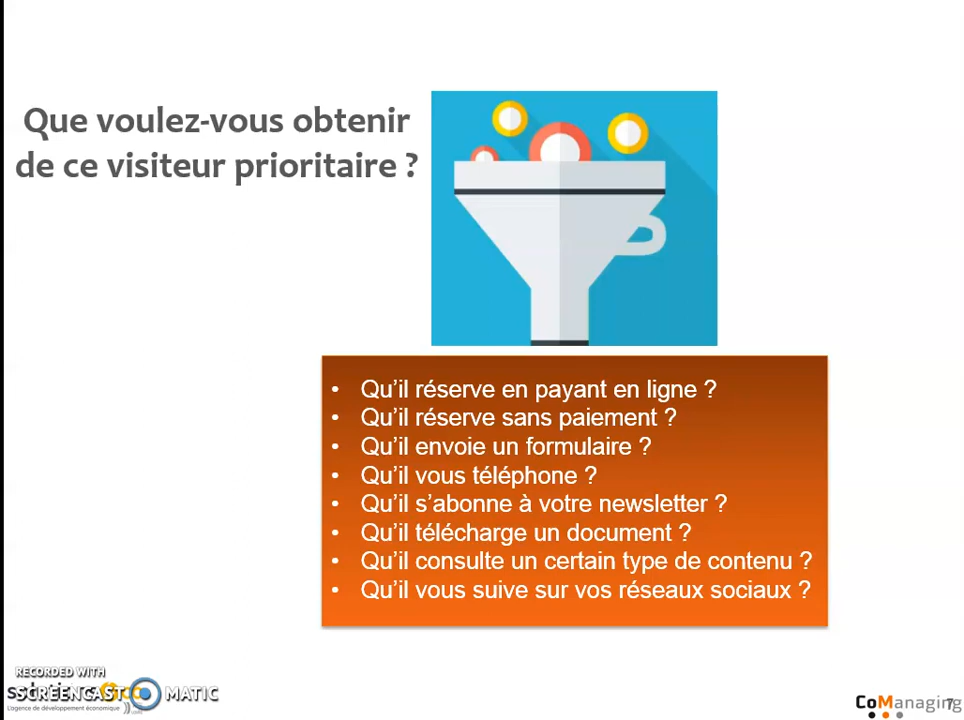 Que voulez-vous obtenir
de ce visiteur prioritaire ?
• Qu’il réserve en payant en ligne ?
• Qu’il réserve sans paiement ?
• Qu’il envoie un formulaire ?
• Qu’il vous téléphone ?
• Qu’il s’abonne à votre newsletter ?
• Qu’il télécharge un document ?
• Qu’il consulte un certain type de contenu ?
• Qu’il vous suive sur vos réseaux sociaux ?
RECORDED WITH
SCREENCAST MATIC
L'agence de développement économique
CoManaging
7